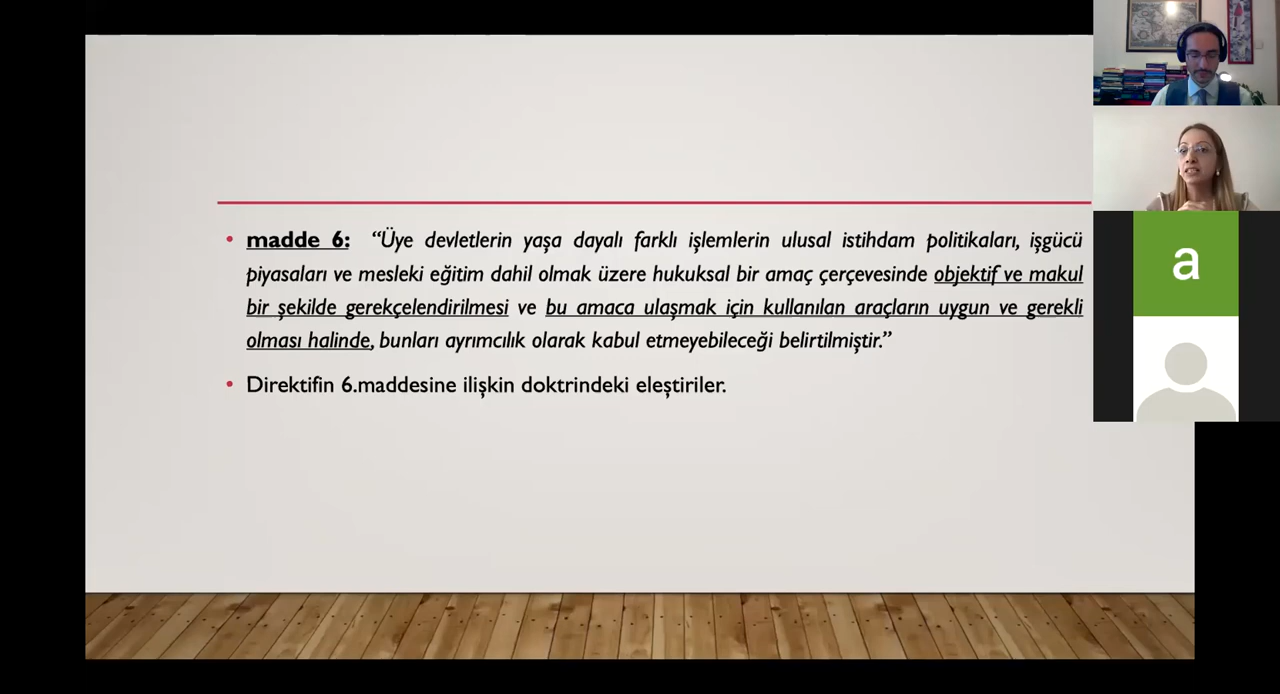 • madde 6: “Üye devletlerin yaşa dayalı farklı işlemlerin ulusal istihdam politikaları, işgücü
piyasaları ve mesleki eğitim dahil olmak üzere hukuksal bir amaç çerçevesinde objektif ve makul
bir şekilde gerekçelendirilmesi ve bu amaca ulaşmak için kullanılan araçların uygun ve gerekli
olması halinde, bunları ayrımcılık olarak kabul etmeyebileceği belirtilmiştir.”
• Direktifin 6.maddesine ilişkin doktrindeki eleştiriler.
a